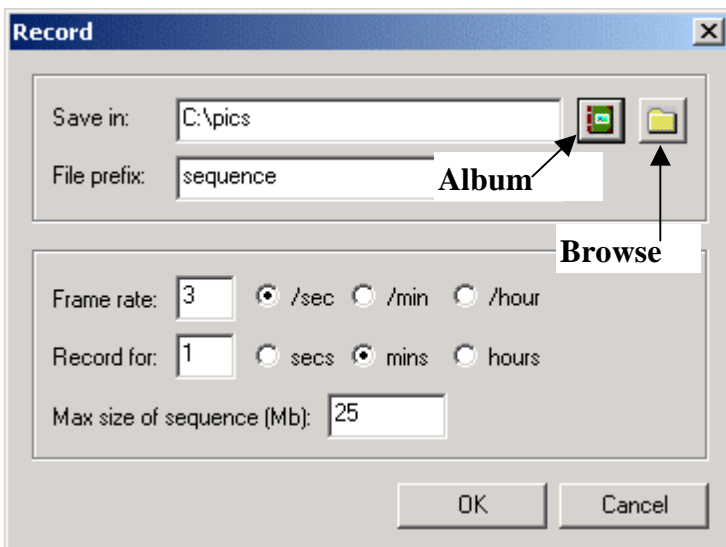 Record
Save in: C:\pics
File prefix: sequence
Album
Browse
Frame rate: 3 /sec /min /hour
Record for: 1 secs mins hours
Max size of sequence (Mb): 25
OK Cancel